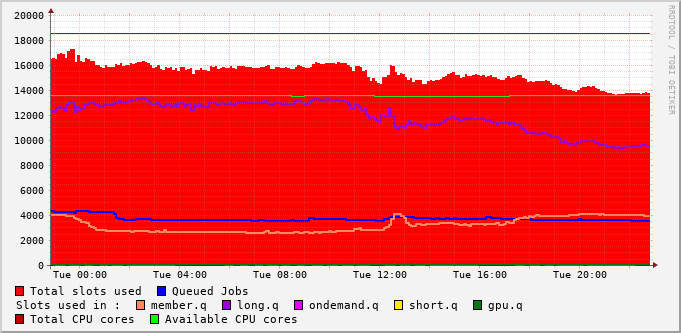 20000
18000
16000
14000
12000
10000
8000
6000
4000
2000
0
Tue 00:00 Tue 04:00 Tue 08:00 Tue 12:00 Tue 16:00 Tue 20:00
Total slots used Queued Jobs
Slots used in : member.q long.q ondemand.q short.q gpu.q
Total CPU cores Available CPU cores
RRDTOOL / TOBI OETIKER